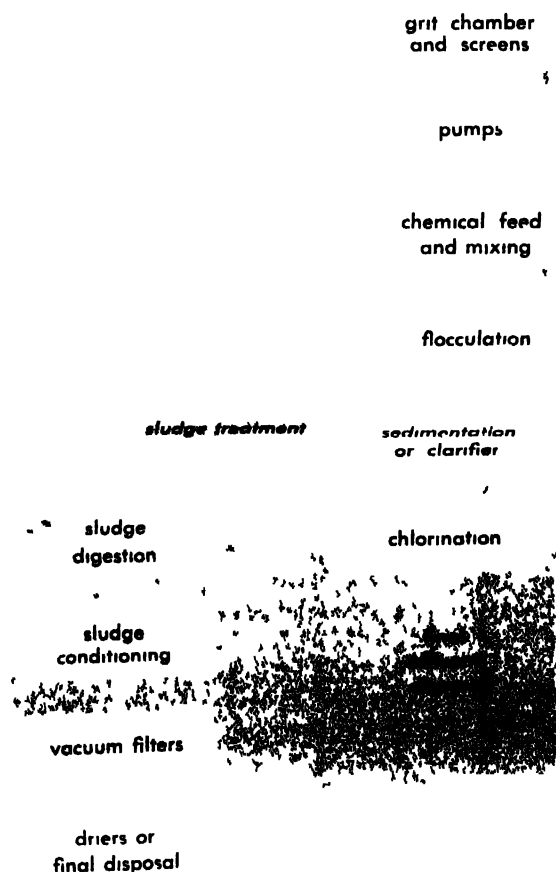 grit chamber
and screens
pumps
chemical feed
and mixing
flocculation
sludge treatment
sedimentation
or clarifier
sludge
digestion
chlorination
sludge
conditioning
vacuum filters
driers or
final disposal